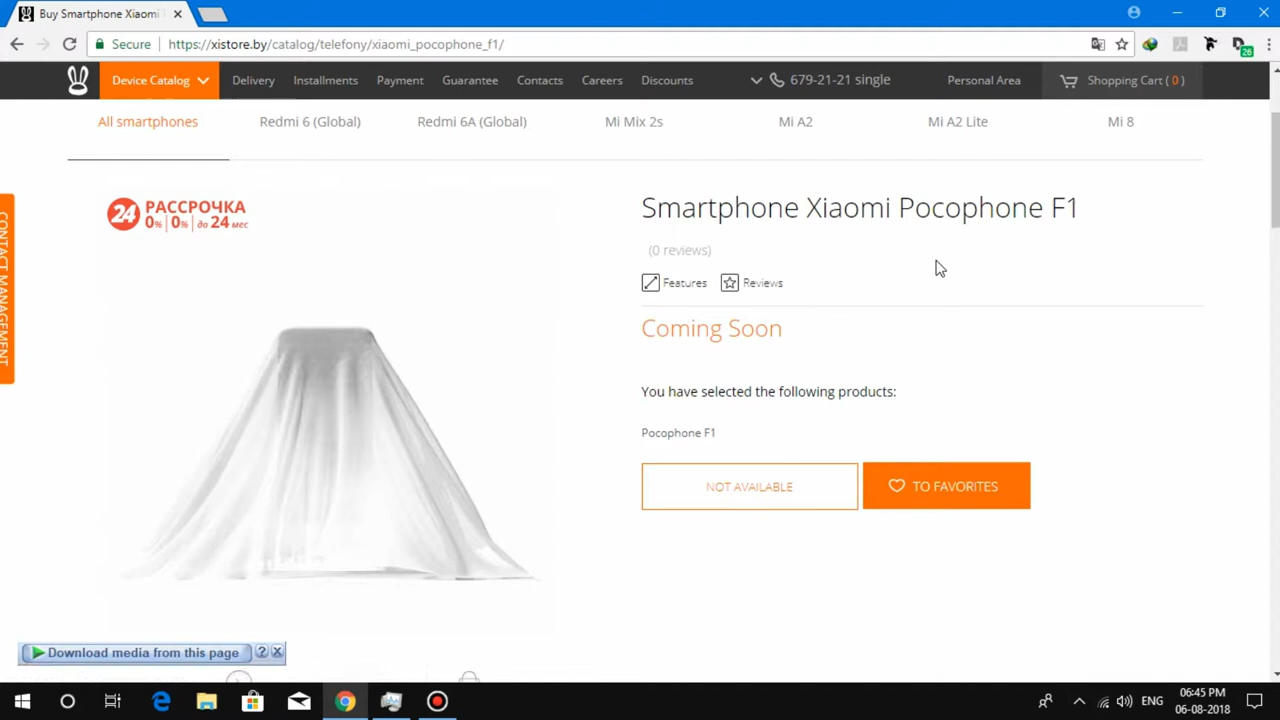 Buy Smartphone Xiaomi
Secure https://xistore.by/catalog/telefony/xiaomi_pocophone_f1/
26
Device Catalog Delivery Installments Payment Guarantee Contacts Careers Discounts 679-21-21 single Personal Area Shopping Cart ( 0 )
All smartphones Redmi 6 (Global) Redmi 6A (Global) Mi Mix 2s Mi A2 Mi A2 Lite Mi 8
CONTACT MANAGEMENT
24 РАССРОЧКА
0% | 0% | до 24 мес
Smartphone Xiaomi Pocophone F1
(0 reviews)
Features Reviews
Coming Soon
You have selected the following products:
Pocophone F1
NOT AVAILABLE TO FAVORITES
Download media from this page ? X
ENG 06:45 PM
06-08-2018